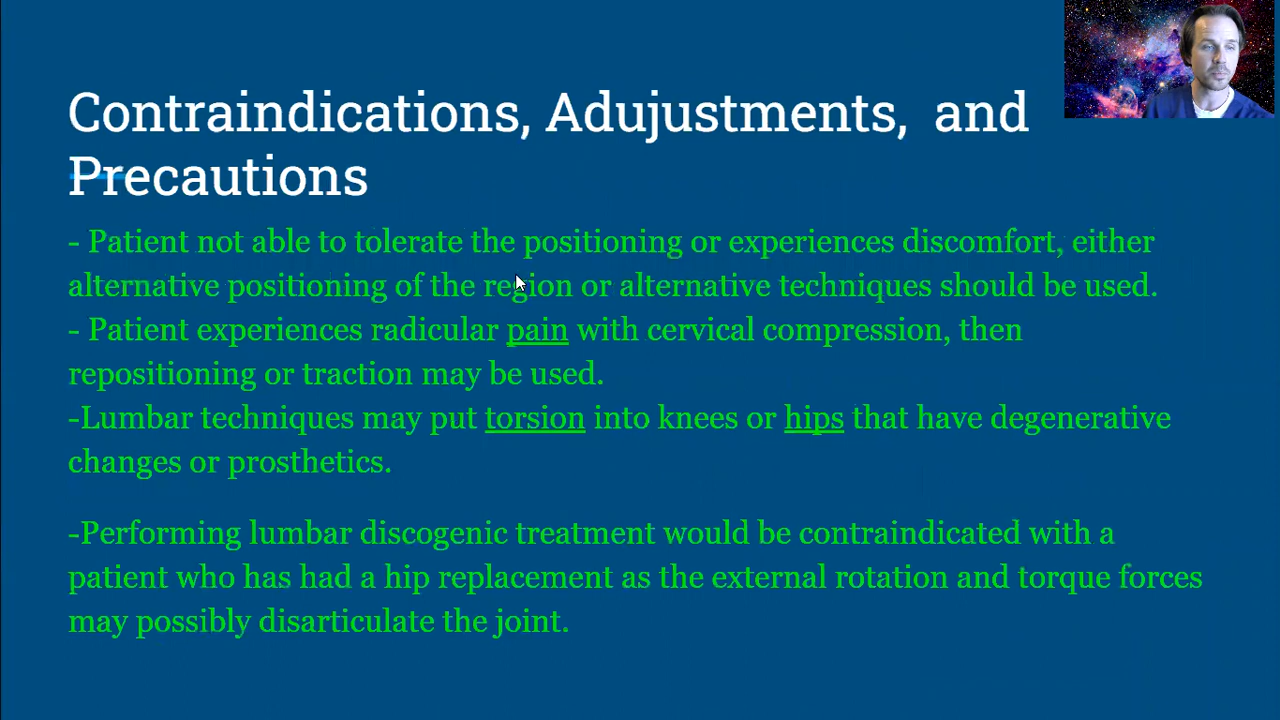 Contraindications, Adujustments,  and
Precautions
- Patient not able to tolerate the positioning or experiences discomfort, either
alternative positioning of the region or alternative techniques should be used.
- Patient experiences radicular pain with cervical compression, then
repositioning or traction may be used.
-Lumbar techniques may put torsion into knees or hips that have degenerative
changes or prosthetics.
-Performing lumbar discogenic treatment would be contraindicated with a
patient who has had a hip replacement as the external rotation and torque forces
may possibly disarticulate the joint.